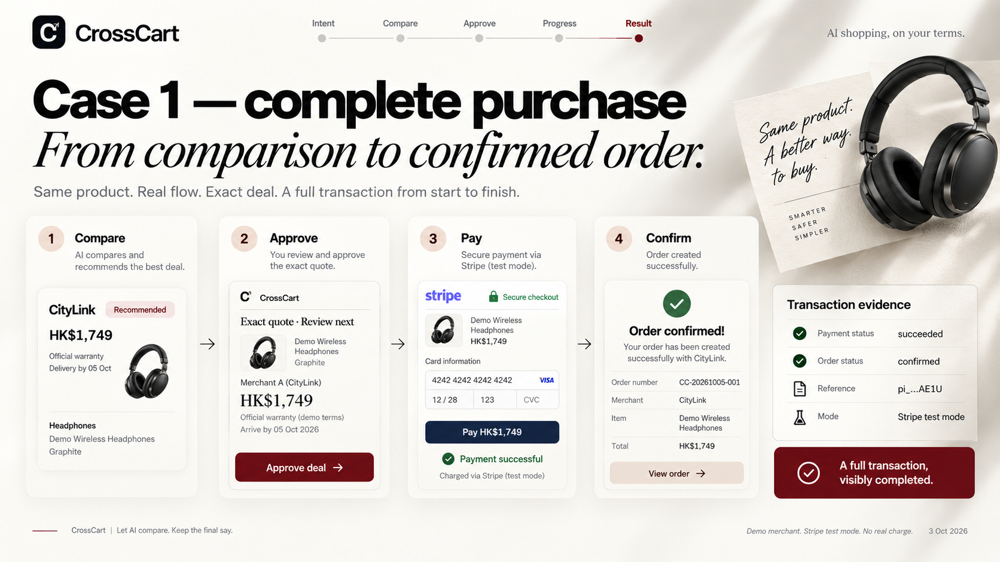 CrossCart
Intent
Compare
Approve
Progress
Result
AI shopping, on your terms.
Case 1 — complete purchase
From comparison to confirmed order.
Same product. Real flow. Exact deal. A full transaction from start to finish.
Same product.
A better way.
to buy.
SMARTER
SAFER
SIMPLER
1
Compare
AI compares and
recommends the best deal.
CityLink
Recommended
HK$1,749
Official warranty
Delivery by 05 Oct
Headphones
Demo Wireless Headphones
Graphite
2
Approve
You review and approve
the exact quote.
CrossCart
Exact quote · Review next
Demo Wireless
Headphones
Graphite
Merchant A (CityLink)
HK$1,749
Official warranty (demo terms)
Arrive by 05 Oct 2026
Approve deal →
3
Pay
Secure payment via
Stripe (test mode).
stripe
Secure checkout
Demo Wireless
Headphones
HK$1,749
Card information
4242 4242 4242 4242 VISA
12 / 28 123 CVC
Pay HK$1,749
Payment successful
Charged via Stripe (test mode)
4
Confirm
Order created
successfully.
Order confirmed!
Your order has been created
successfully with CityLink.
Order number CC-20261005-001
Merchant CityLink
Item Demo Wireless
Headphones
Total HK$1,749
View order →
Transaction evidence
Payment status succeeded
Order status confirmed
Reference pi_...AE1U
Mode Stripe test mode
A full transaction,
visibly completed.
CrossCart | Let AI compare. Keep the final say.
Demo merchant. Stripe test mode. No real charge.
3 Oct 2026